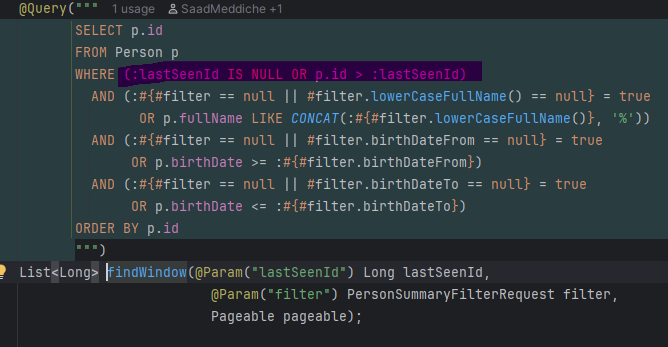 @Query(""" 1 usage SaadMeddiche +1
SELECT p.id
FROM Person p
WHERE (:lastSeenId IS NULL OR p.id > :lastSeenId)
AND (:#{#filter == null || #filter.lowerCaseFullName() == null} = true
OR p.fullName LIKE CONCAT(:#{#filter.lowerCaseFullName()}, '%'))
AND (:#{#filter == null || #filter.birthDateFrom == null} = true
OR p.birthDate >= :#{#filter.birthDateFrom})
AND (:#{#filter == null || #filter.birthDateTo == null} = true
OR p.birthDate <= :#{#filter.birthDateTo})
ORDER BY p.id
""")
List<Long> findWindow(@Param("lastSeenId") Long lastSeenId,
@Param("filter") PersonSummaryFilterRequest filter,
Pageable pageable);